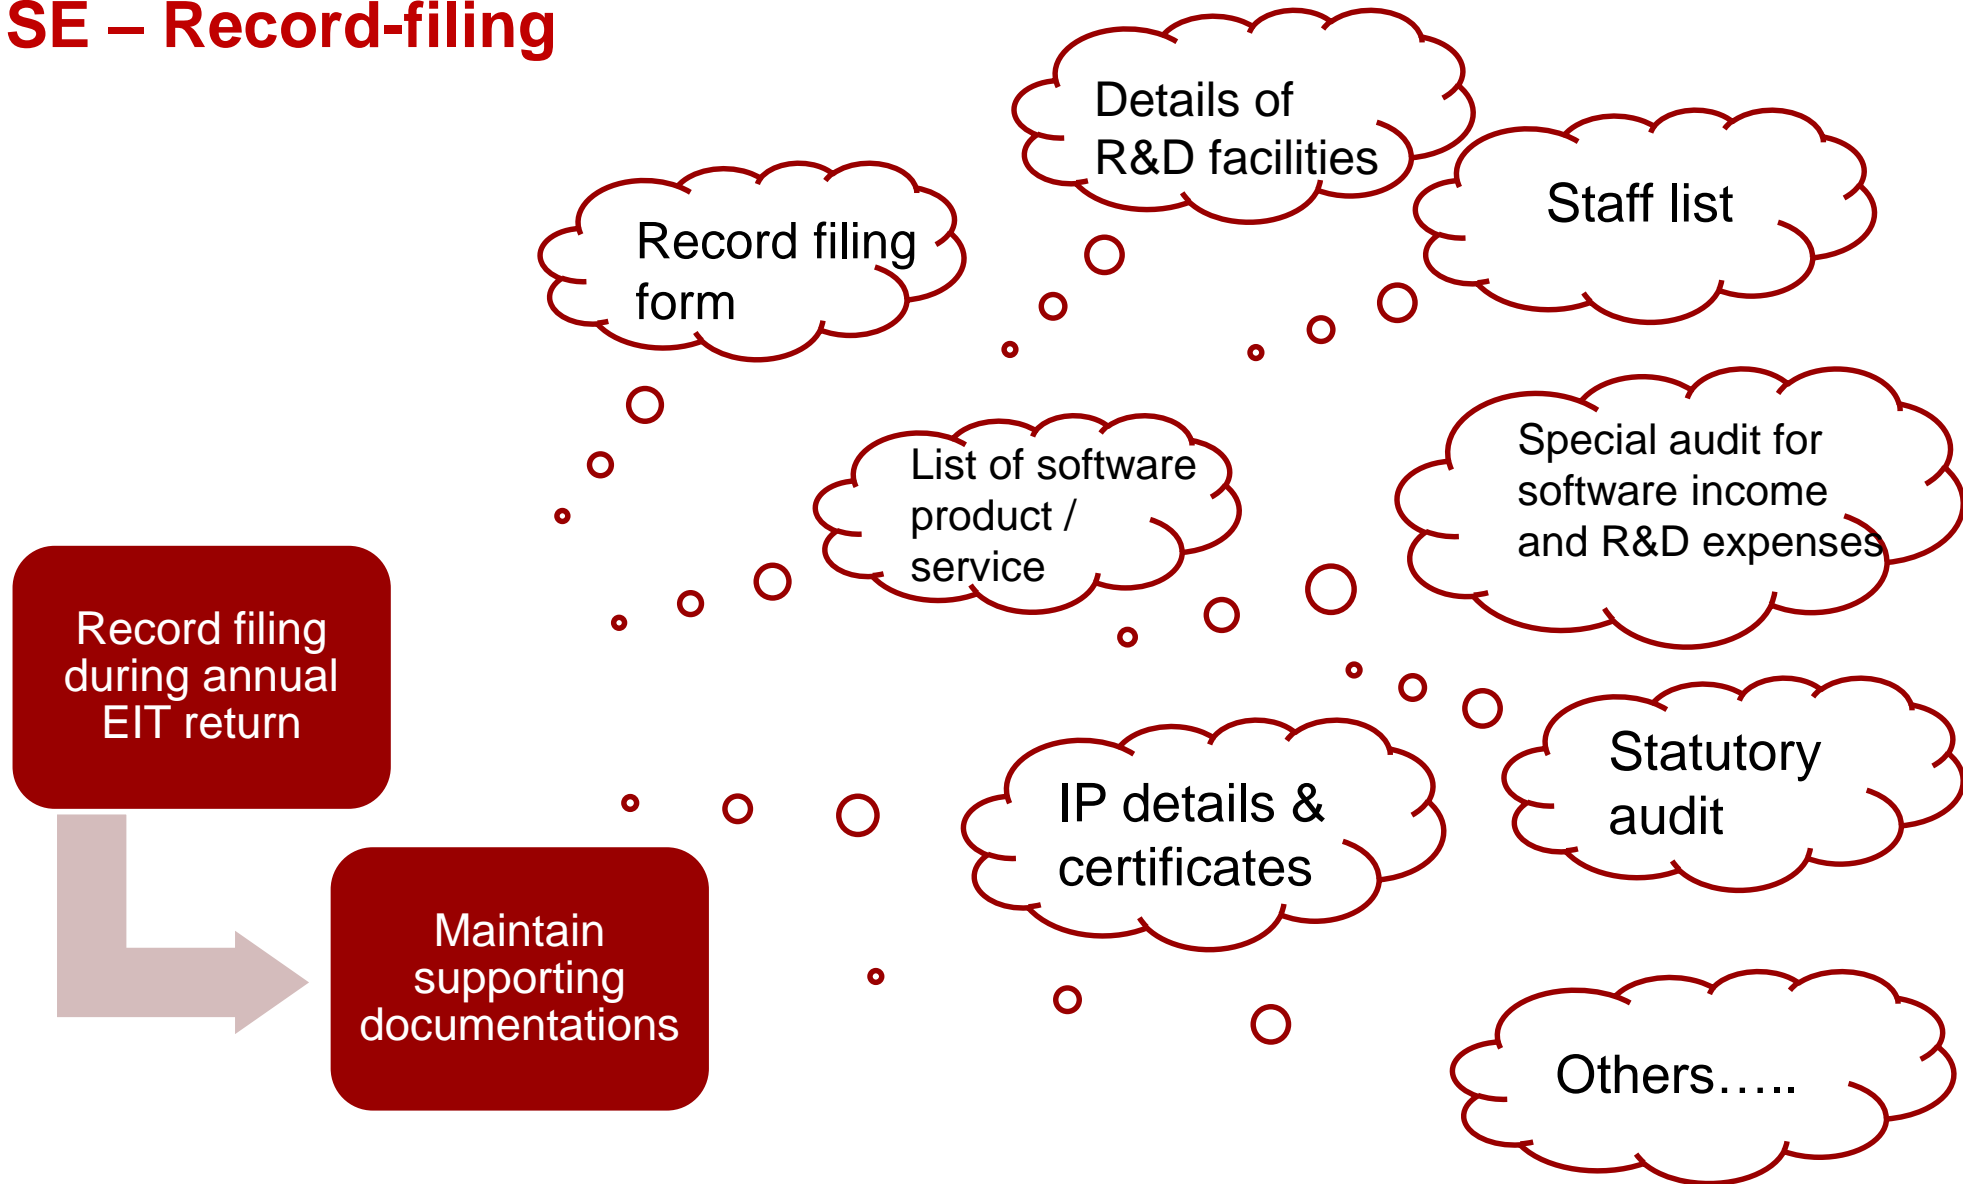 SE – Record-filing
Details of
R&D facilities
Staff list
Record filing
form
Special audit for
software income
and R&D expenses
List of software
product /
service
Record filing
during annual
EIT return
Statutory
audit
IP details &
certificates
Maintain
supporting
documentations
Others…..